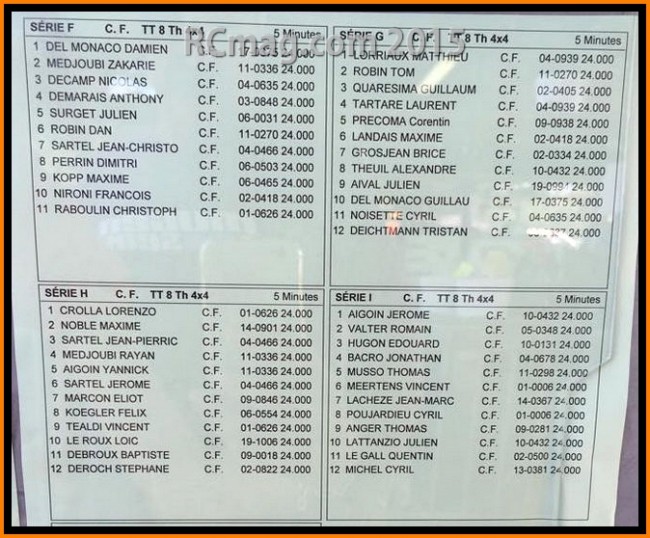 RCmag.com 2015
SÉRIE F C. F. TT 8 Th 4x4 5 Minutes
1 DEL MONACO DAMIEN C.F. 24.000
2 MEDJOUBI ZAKARIE C.F. 11-0336 24.000
3 DECAMP NICOLAS C.F. 04-0635 24.000
4 DEMARAIS ANTHONY C.F. 03-0848 24.000
5 SURGET JULIEN C.F. 06-0031 24.000
6 ROBIN DAN C.F. 11-0270 24.000
7 SARTEL JEAN-CHRISTO C.F. 04-0466 24.000
8 PERRIN DIMITRI C.F. 06-0503 24.000
9 KOPP MAXIME C.F. 06-0465 24.000
10 NIRONI FRANCOIS C.F. 02-0418 24.000
11 RABOULIN CHRISTOPH C.F. 01-0626 24.000
SÉRIE G C.F. TT 8 Th 4x4 5 Minutes
1 LORRIAUX MATTHIEU C.F. 04-0939 24.000
2 ROBIN TOM C.F. 11-0270 24.000
3 QUARESIMA GUILLAUM C.F. 02-0405 24.000
4 TARTARE LAURENT C.F. 04-0939 24.000
5 PRECOMA Corentin C.F. 09-0938 24.000
6 LANDAIS MAXIME C.F. 02-0418 24.000
7 GROSJEAN BRICE C.F. 02-0334 24.000
8 THEUIL ALEXANDRE C.F. 10-0432 24.000
9 AIVAL JULIEN C.F. 24.000
10 DEL MONACO GUILLAU C.F. 17-0375 24.000
11 NOISETTE CYRIL C.F. 04-0635 24.000
12 DEICHTMANN TRISTAN C.F. 24.000
SÉRIE H C. F. TT 8 Th 4x4 5 Minutes
1 CROLLA LORENZO C.F. 01-0626 24.000
2 NOBLE MAXIME C.F. 14-0901 24.000
3 SARTEL JEAN-PIERRIC C.F. 04-0466 24.000
4 MEDJOUBI RAYAN C.F. 11-0336 24.000
5 AIGOIN YANNICK C.F. 11-0336 24.000
6 SARTEL JEROME C.F. 04-0466 24.000
7 MARCON ELIOT C.F. 09-0846 24.000
8 KOEGLER FELIX C.F. 06-0554 24.000
9 TEALDI VINCENT C.F. 01-0626 24.000
10 LE ROUX LOIC C.F. 19-1006 24.000
11 DEBROUX BAPTISTE C.F. 09-0018 24.000
12 DEROCH STEPHANE C.F. 02-0822 24.000
SÉRIE I C. F. TT 8 Th 4x4 5 Minutes
1 AIGOIN JEROME C.F. 10-0432 24.000
2 VALTER ROMAIN C.F. 05-0348 24.000
3 HUGON EDOUARD C.F. 10-0131 24.000
4 BACRO JONATHAN C.F. 04-0678 24.000
5 MUSSO THOMAS C.F. 11-0298 24.000
6 MEERTENS VINCENT C.F. 01-0006 24.000
7 LACHEZE JEAN-MARC C.F. 14-0367 24.000
8 POUJARDIEU CYRIL C.F. 01-0006 24.000
9 ANGER THOMAS C.F. 09-0281 24.000
10 LATTANZIO JULIEN C.F. 10-0432 24.000
11 LE GALL QUENTIN C.F. 02-0500 24.000
12 MICHEL CYRIL C.F. 13-0381 24.000